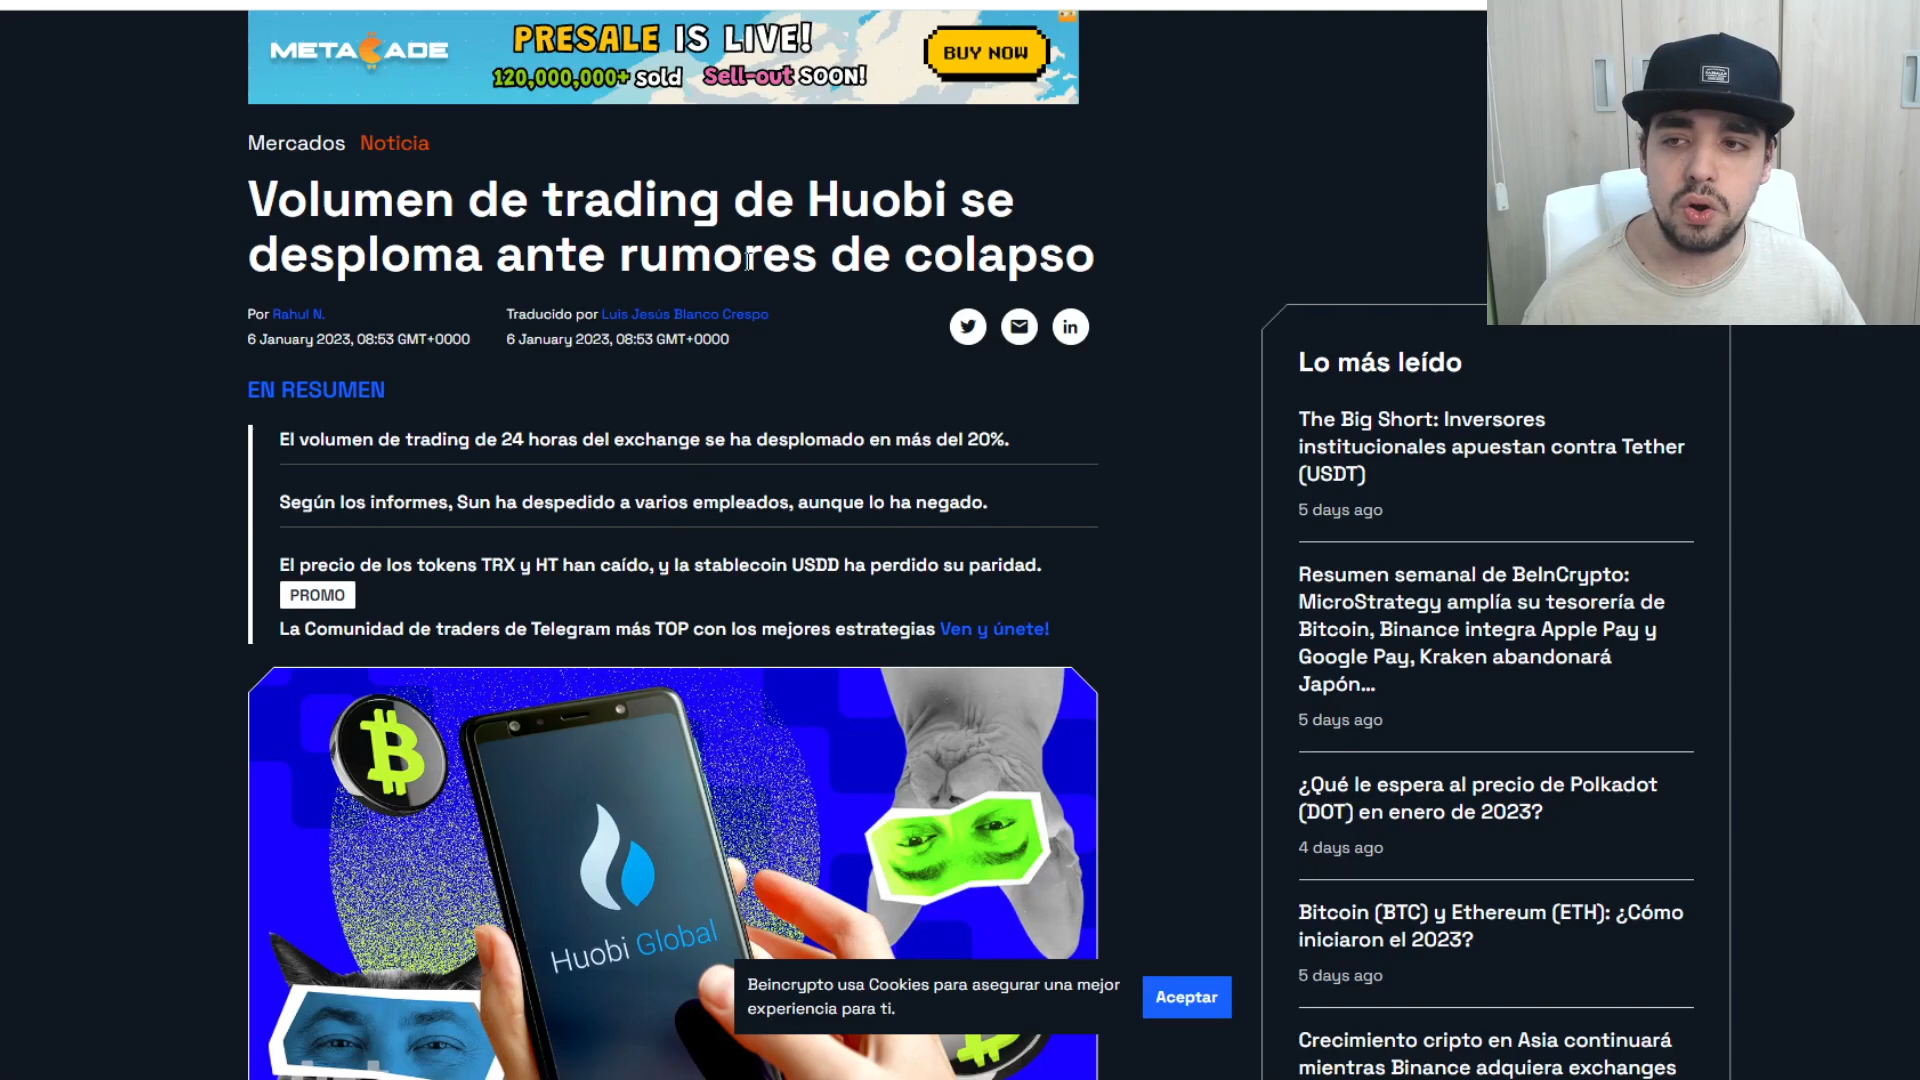 METACADE
PRESALE IS LIVE!
120,000,000+ sold Sell-out SOON!
BUY NOW
Mercados Noticia
Volumen de trading de Huobi se
desploma ante rumores de colapso
Por Rahul N.
6 January 2023, 08:53 GMT+0000
Traducido por Luis Jesús Blanco Crespo
6 January 2023, 08:53 GMT+0000
EN RESUMEN
El volumen de trading de 24 horas del exchange se ha desplomado en más del 20%.
Según los informes, Sun ha despedido a varios empleados, aunque lo ha negado.
El precio de los tokens TRX y HT han caído, y la stablecoin USDD ha perdido su paridad.
PROMO
La Comunidad de traders de Telegram más TOP con los mejores estrategias Ven y únete!
Huobi Global
Beincrypto usa Cookies para asegurar una mejor
experiencia para ti.
Aceptar
Lo más leído
The Big Short: Inversores
institucionales apuestan contra Tether
(USDT)
5 days ago
Resumen semanal de BeInCrypto:
MicroStrategy amplía su tesorería de
Bitcoin, Binance integra Apple Pay y
Google Pay, Kraken abandonará
Japón...
5 days ago
¿Qué le espera al precio de Polkadot
(DOT) en enero de 2023?
4 days ago
Bitcoin (BTC) y Ethereum (ETH): ¿Cómo
iniciaron el 2023?
5 days ago
Crecimiento cripto en Asia continuará
mientras Binance adquiera exchanges